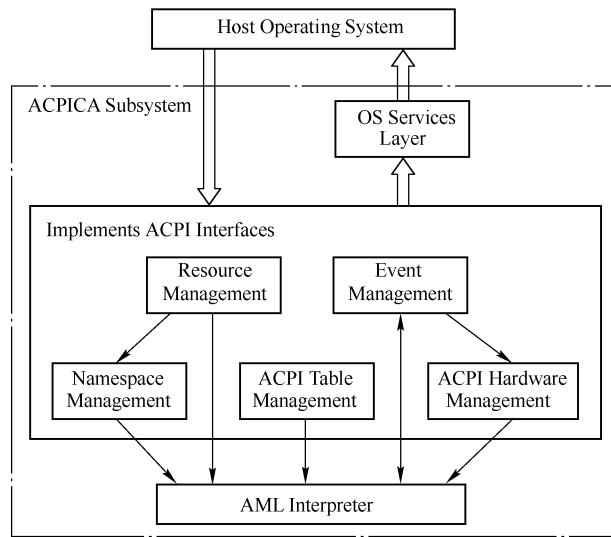 Host Operating System
ACPICA Subsystem
OS Services
Layer
Implements ACPI Interfaces
Resource
Management
Event
Management
Namespace
Management
ACPI Table
Management
ACPI Hardware
Management
AML Interpreter